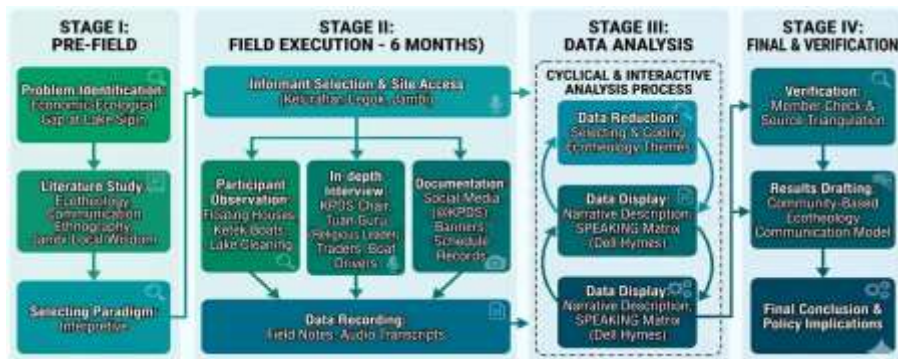 STAGE I:
PRE-FIELD
Problem Identification:
Economic-Ecological
Gap at Lake Sipin
Literature Study
Ecotheology,
Communication
Ethnography,
Jambi Local Wisdom
Selecting Paradigm:
Interpretive
STAGE II:
FIELD EXECUTION - 6 MONTHS)
Informant Selection & Site Access
(Kelurahan Legok, Jambi)
Participant
Observation:
Floating Houses,
Ketek Boats,
Lake Cleaning
In-depth
Interview
KPDS Chair,
Tuan Guru
(Religious Leader,
Traders, Boat
Drivers
Documentation
Social Media
(@KPDS)
Banners,
Schedule
Records
Data Recording:
Field Notes, Audio Transcripts
STAGE III:
DATA ANALYSIS
CYCLICAL & INTERACTIVE
ANALYSIS PROCESS
Data Reduction:
Selecting & Coding
Ecotheology Themes
Data Display:
Narrative Description,
SPEAKING Matrix
(Dell Hymes)
Data Display:
Narrative Description,
SPEAKING Matrix
(Dell Hymes)
STAGE IV:
FINAL & VERIFICATION
Verification:
Member Check &
Source Triangulation
Results Drafting:
Community-Based
Ecotheology
Communication Model
Final Conclusion &
Policy Implications